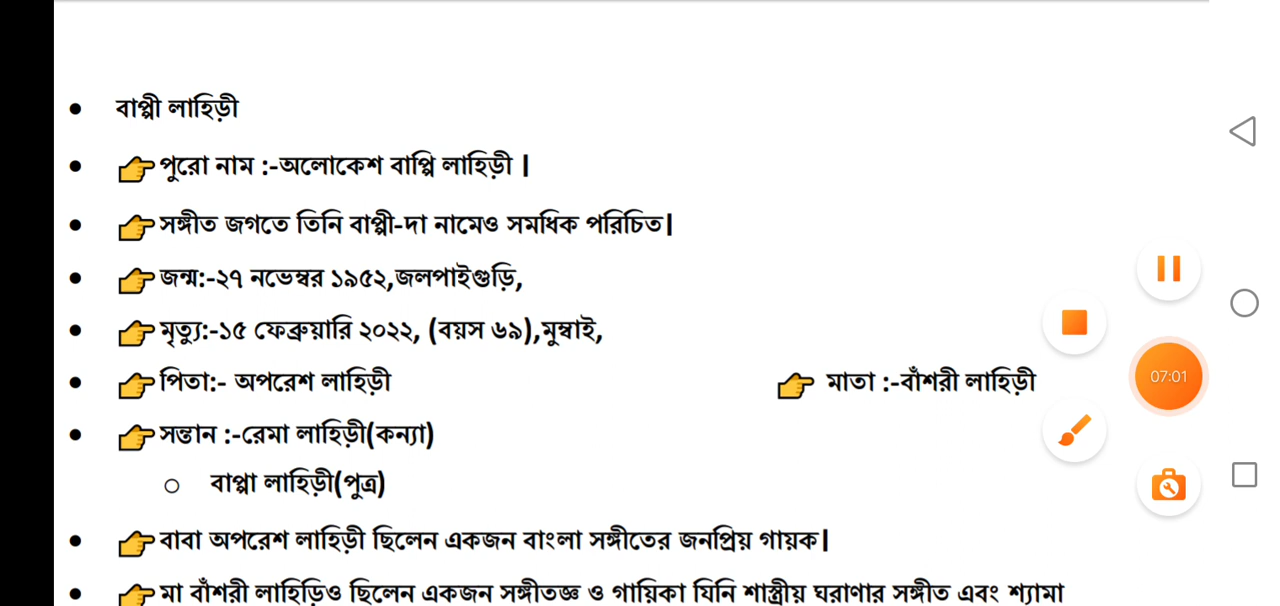 বাপ্পী লাহিড়ী
👉পুরো নাম :-অলোকেশ বাপ্পি লাহিড়ী |
👉সঙ্গীত জগতে তিনি বাপ্পী-দা নামেও সমধিক পরিচিত|
👉জন্ম:-২৭ নভেম্বর ১৯৫২,জলপাইগুড়ি,
👉মৃত্যু:-১৫ ফেব্রুয়ারি ২০২২, (বয়স ৬৯),মুম্বাই,
👉পিতা:- অপরেশ লাহিড়ী 👉 মাতা :-বাঁশরী লাহিড়ী
07:01
👉সন্তান :-রেমা লাহিড়ী(কন্যা)
বাপ্পা লাহিড়ী(পুত্র)
👉বাবা অপরেশ লাহিড়ী ছিলেন একজন বাংলা সঙ্গীতের জনপ্রিয় গায়ক|
👉মা বাঁশরী লাহিড়িও ছিলেন একজন সঙ্গীতজ্ঞ ও গায়িকা যিনি শাস্ত্রীয় ঘরাণার সঙ্গীত এবং শ্যামা